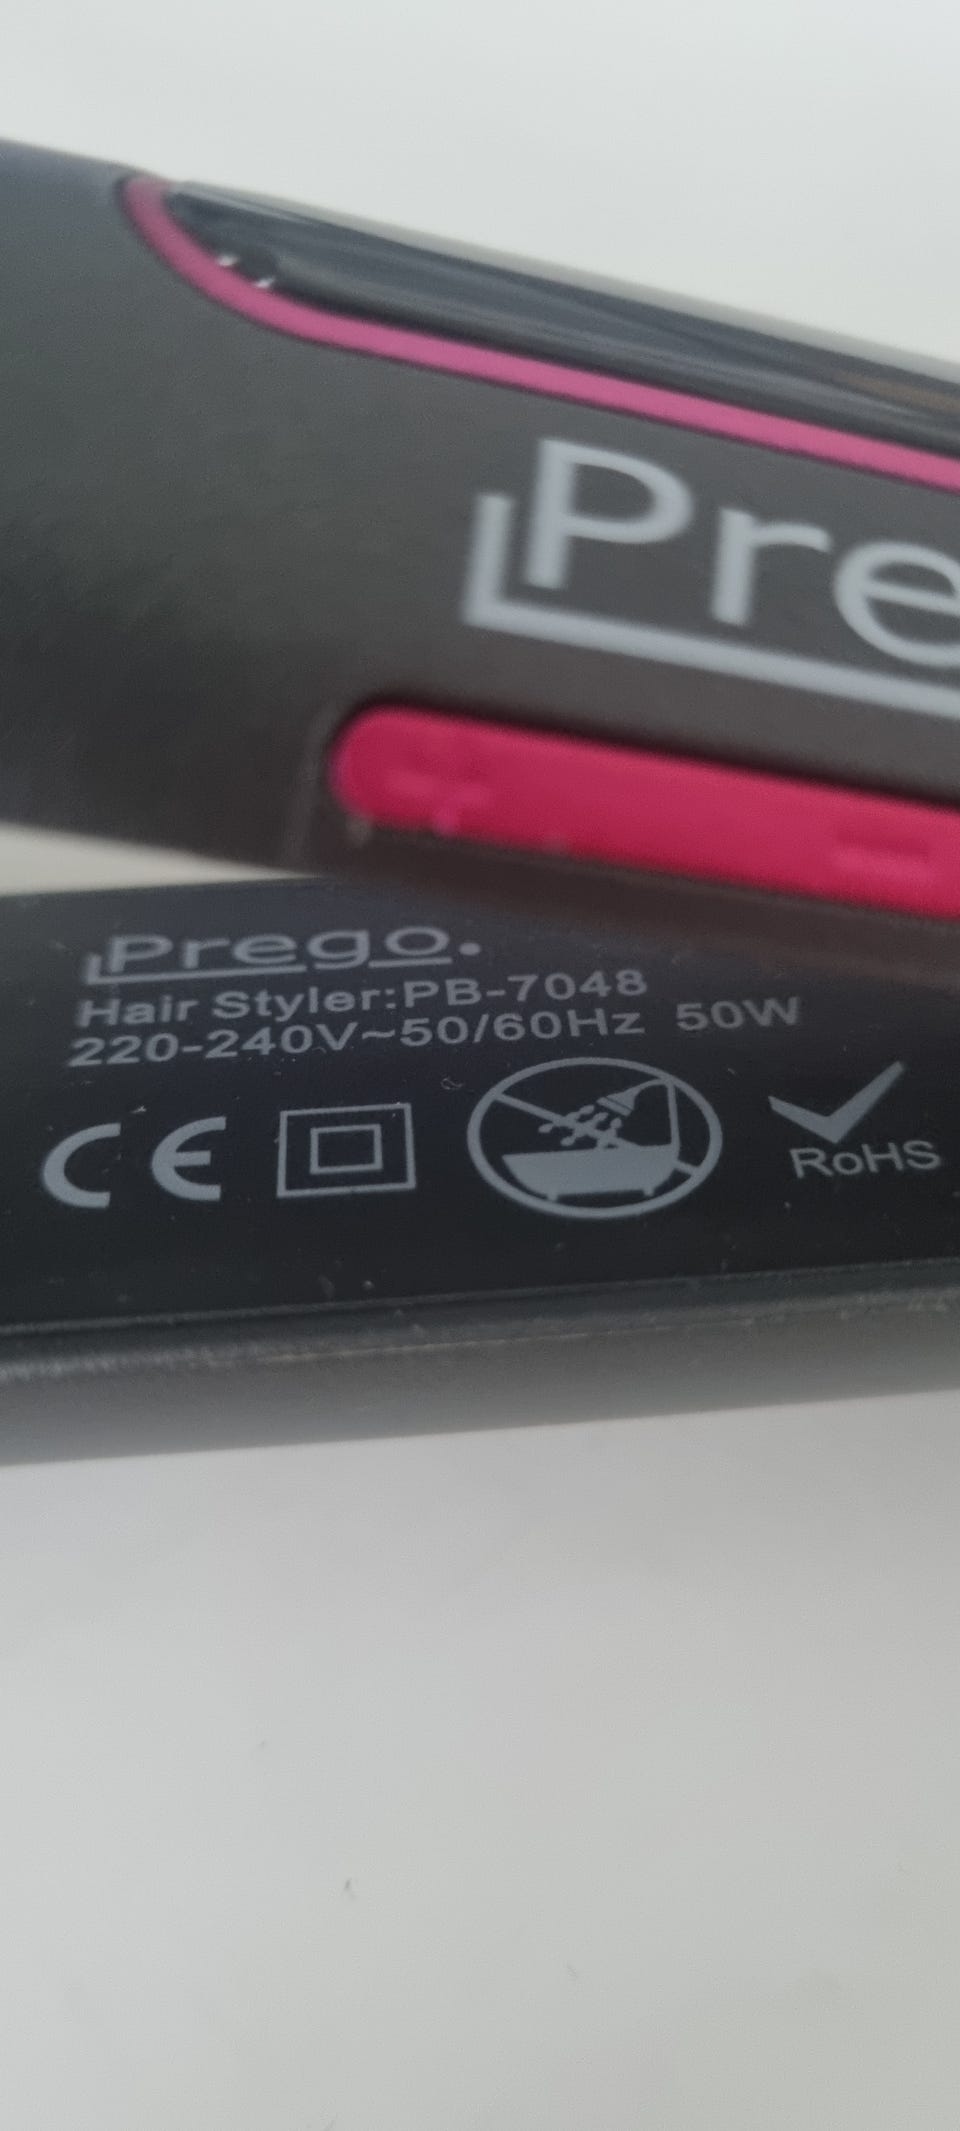 Pre
+ -
Prego.
Hair Styler:PB-7048
220-240V~50/60Hz 50W
CE
RoHS